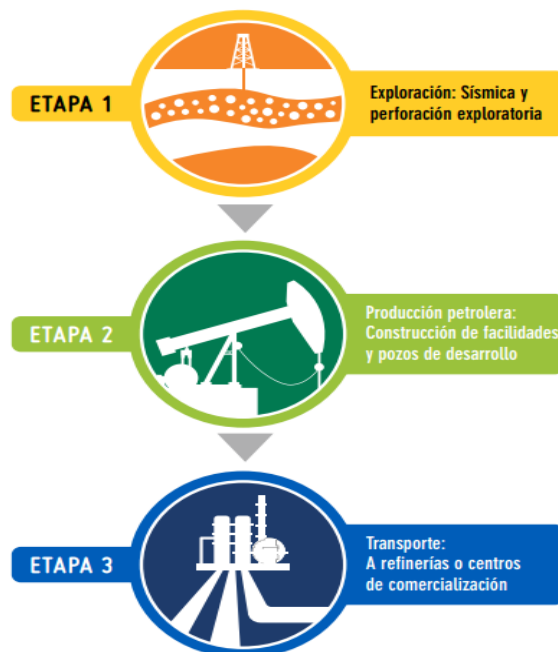 ETAPA 1
Exploración: Sísmica y
perforación exploratoria
ETAPA 2
Producción petrolera:
Construcción de facilidades
y pozos de desarrollo
ETAPA 3
Transporte:
A refinerías o centros
de comercialización